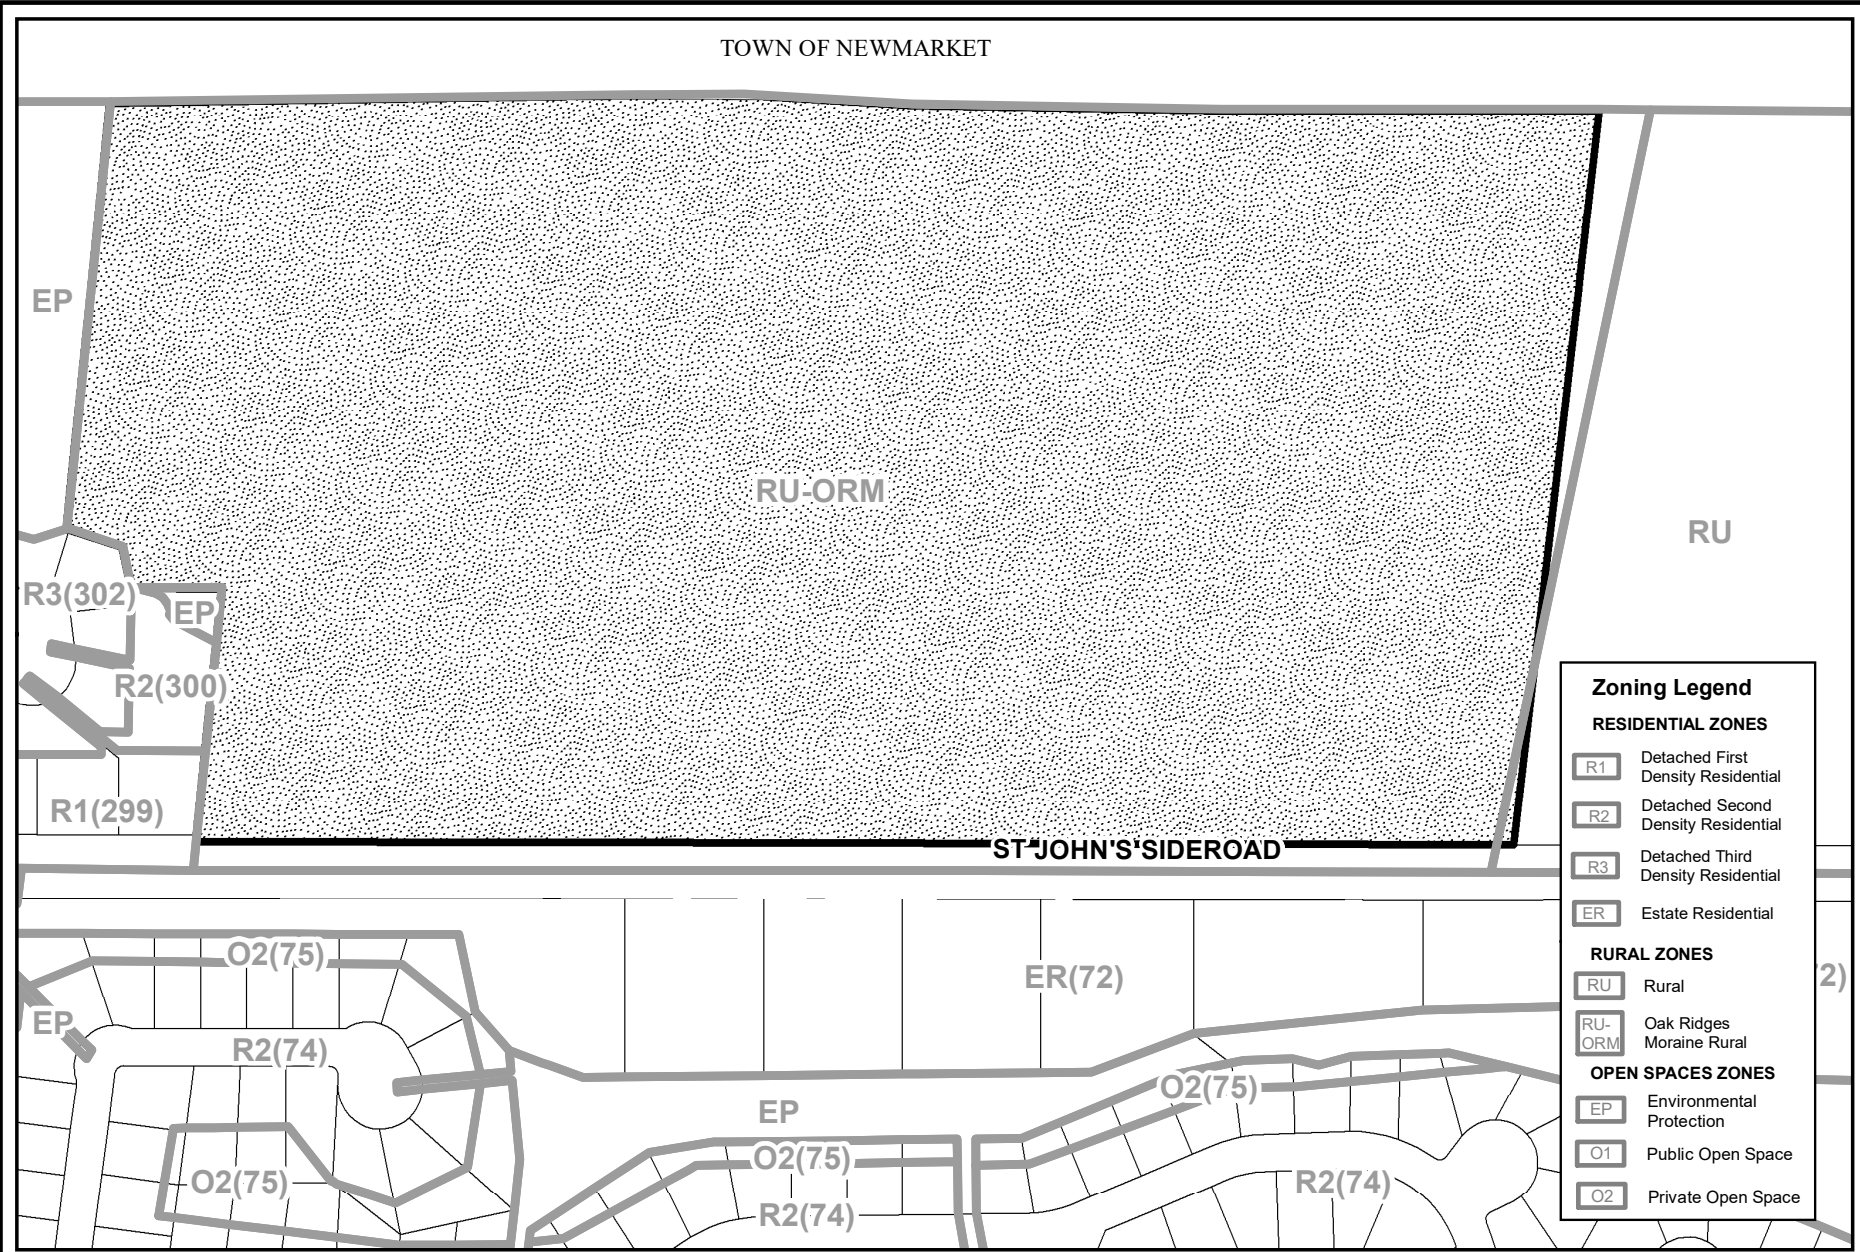 TOWN OF NEWMARKET
EP
RU-ORM
RU
R3(302)
EP
R2(300)
R1(299)
ST JOHN'S SIDEROAD
O2(75)
ER(72)
2)
EP
R2(74)
O2(75)
EP
O2(75)
O2(75)
R2(74)
R2(74)
Zoning Legend
RESIDENTIAL ZONES
R1
Detached First
Density Residential
R2
Detached Second
Density Residential
R3
Detached Third
Density Residential
ER
Estate Residential
RURAL ZONES
RU
Rural
RU-
ORM
Oak Ridges
Moraine Rural
OPEN SPACES ZONES
EP
Environmental
Protection
O1
Public Open Space
O2
Private Open Space